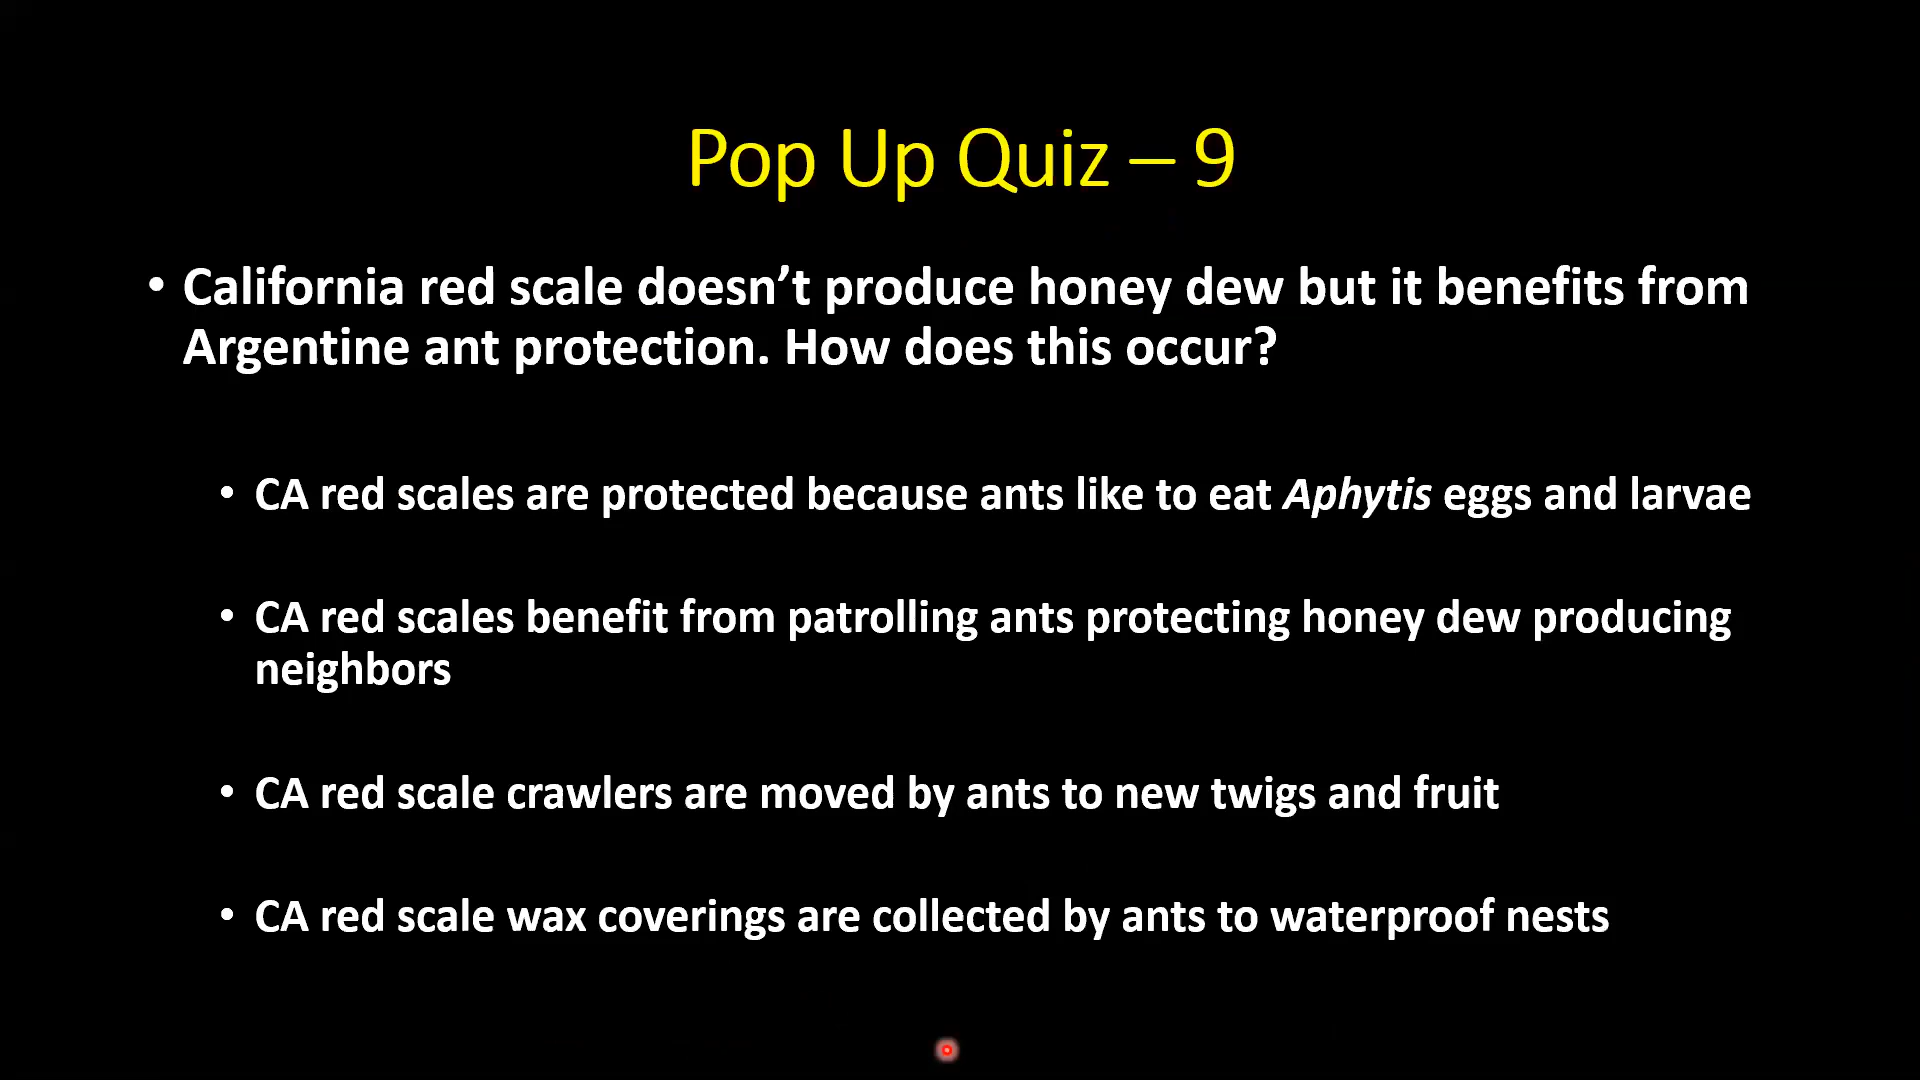 Pop Up Quiz – 9
• California red scale doesn’t produce honey dew but it benefits from
Argentine ant protection. How does this occur?
• CA red scales are protected because ants like to eat Aphytis eggs and larvae
• CA red scales benefit from patrolling ants protecting honey dew producing
neighbors
• CA red scale crawlers are moved by ants to new twigs and fruit
• CA red scale wax coverings are collected by ants to waterproof nests